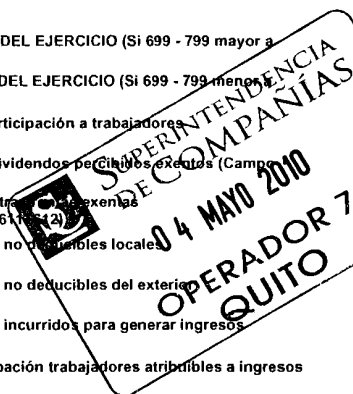 DEL EJERCICIO (Si 699 - 799 mayor a
DEL EJERCICIO (Si 699 - 799 menor a
rticipación a trabajadores
ividendos percibidos exentos (Campo
exentas
no deducibles locales
no deducibles del exterior
incurridos para generar ingresos
pación trabajadores atribuibles a ingresos
SUPERINTENDENCIA
DE COMPAÑÍAS
04 MAYO 2010
OPERADOR 7
QUITO